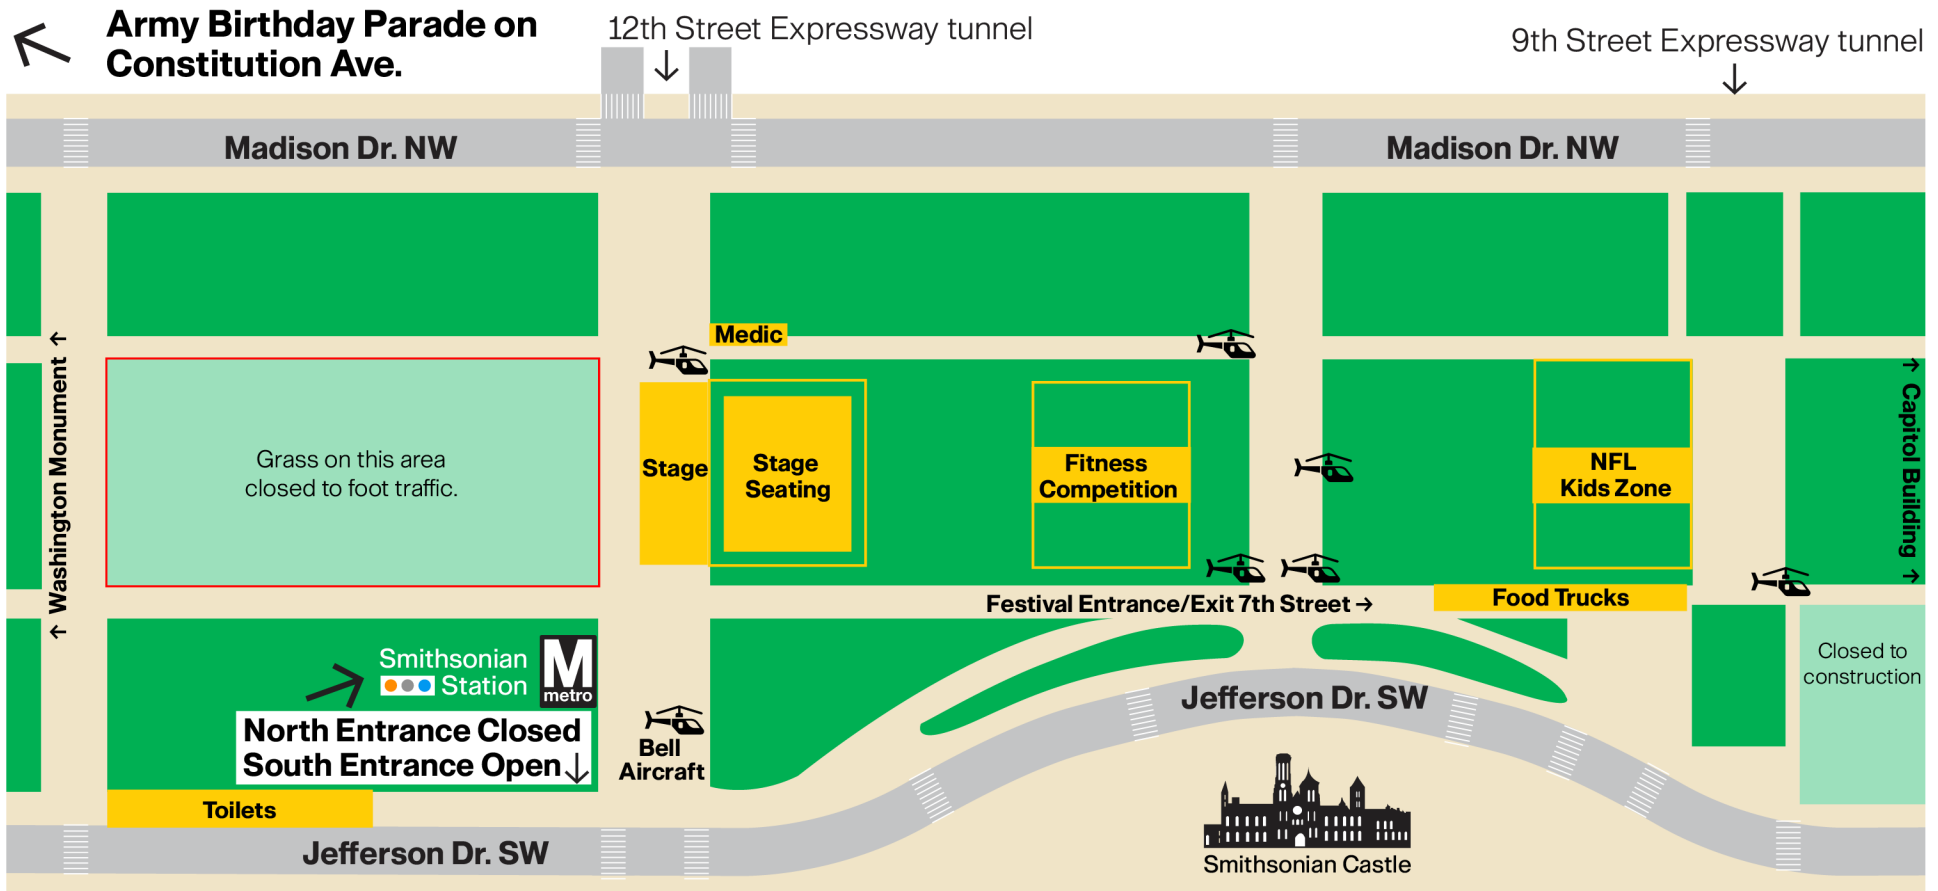 Army Birthday Parade on
Constitution Ave.
12th Street Expressway tunnel
9th Street Expressway tunnel
Madison Dr. NW
Madison Dr. NW
Medic
← Washington Monument →
Grass on this area
closed to foot traffic.
Stage
Stage
Seating
Fitness
Competition
NFL
Kids Zone
← Capitol Building →
Festival Entrance/Exit 7th Street →
Food Trucks
Smithsonian
Station
M
metro
North Entrance Closed
South Entrance Open↓
Bell
Aircraft
Closed to
construction
Toilets
Jefferson Dr. SW
Jefferson Dr. SW
Smithsonian Castle